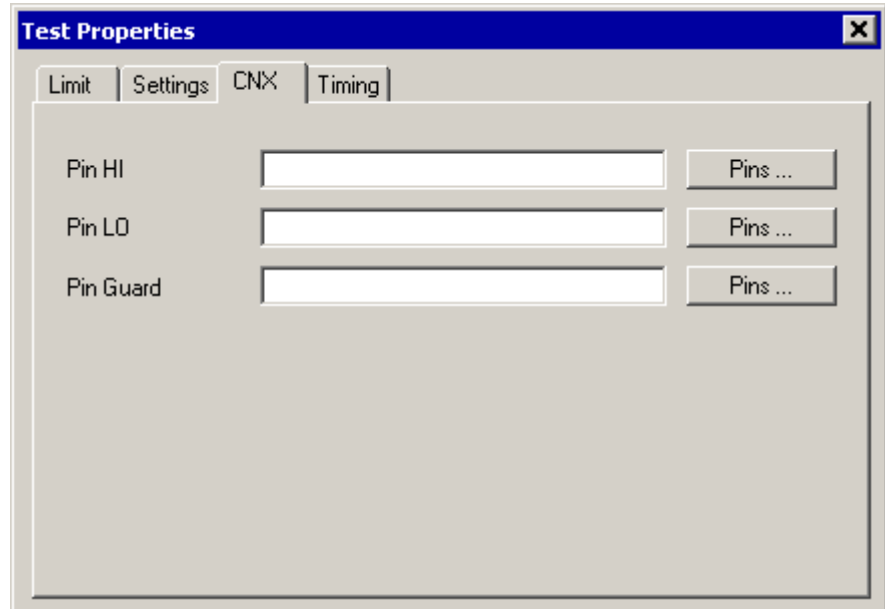 Test Properties
Limit Settings CNX Timing
Pin HI Pins ...
Pin LO Pins ...
Pin Guard Pins ...